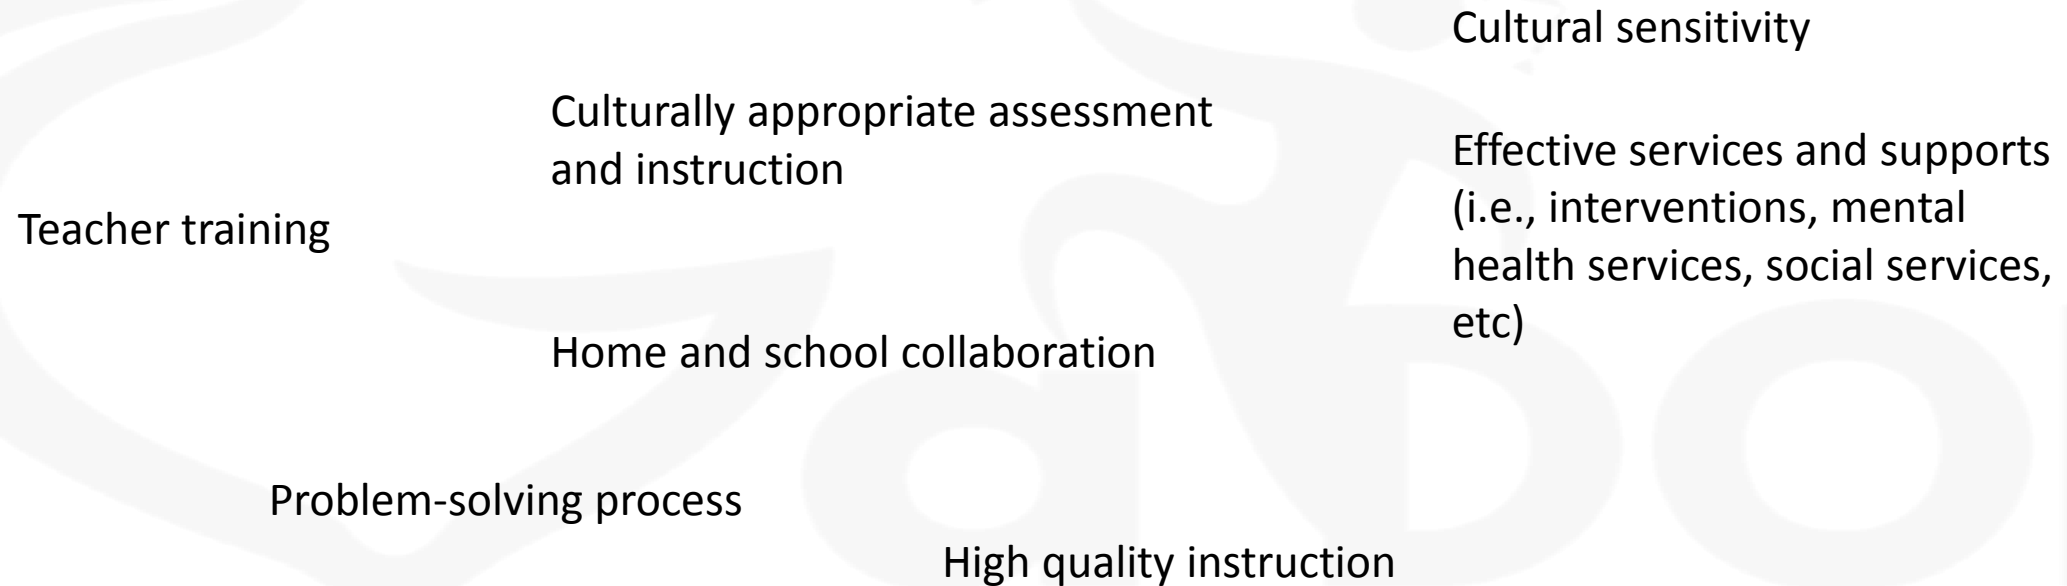 Cultural sensitivity
Culturally appropriate assessment
and instruction
Effective services and supports
(i.e., interventions, mental
health services, social services,
etc)
Teacher training
Home and school collaboration
Problem-solving process
High quality instruction